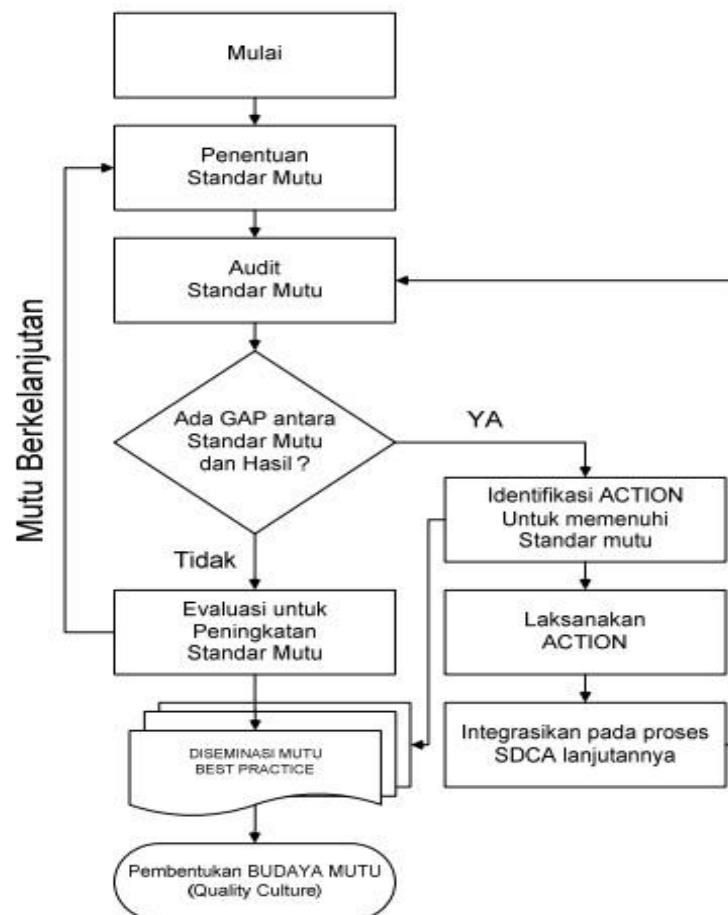 Mulai
Penentuan
Standar Mutu
Audit
Standar Mutu
Mutu Berkelanjutan
Ada GAP antara
Standar Mutu
dan Hasil ?
YA
Identifikasi ACTION
Untuk memenuhi
Standar mutu
Tidak
Evaluasi untuk
Peningkatan
Standar Mutu
Laksanakan
ACTION
Integrasikan pada proses
SDCA lanjutannya
DISEMINASI MUTU
BEST PRACTICE
Pembentukan BUDAYA MUTU
(Quality Culture)